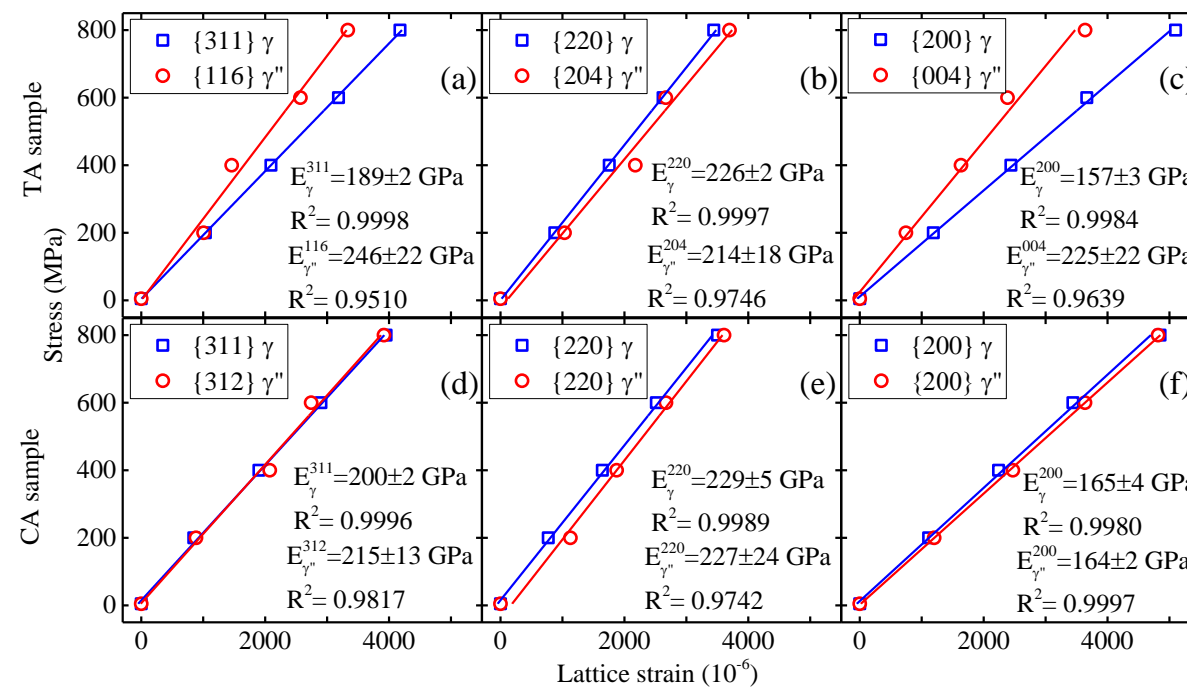 TA sample
Stress (MPa)
CA sample
800
600
400
200
0
{311} γ
{116} γ"
(a)
E_γ^311=189±2 GPa
R²= 0.9998
E_γ"^116=246±22 GPa
R²= 0.9510
{220} γ
{204} γ"
(b)
E_γ^220=226±2 GPa
R²= 0.9997
E_γ"^204=214±18 GPa
R²= 0.9746
{200} γ
{004} γ"
(c)
E_γ^200=157±3 GPa
R²= 0.9984
E_γ"^004=225±22 GPa
R²= 0.9639
800
600
400
200
0
{311} γ
{312} γ"
(d)
E_γ^311=200±2 GPa
R²= 0.9996
E_γ"^312=215±13 GPa
R²= 0.9817
{220} γ
{220} γ"
(e)
E_γ^220=229±5 GPa
R²= 0.9989
E_γ"^220=227±24 GPa
R²= 0.9742
{200} γ
{200} γ"
(f)
E_γ^200=165±4 GPa
R²= 0.9980
E_γ"^200=164±2 GPa
R²= 0.9997
0 2000 4000
0 2000 4000
0 2000 4000
Lattice strain (10⁻⁶)